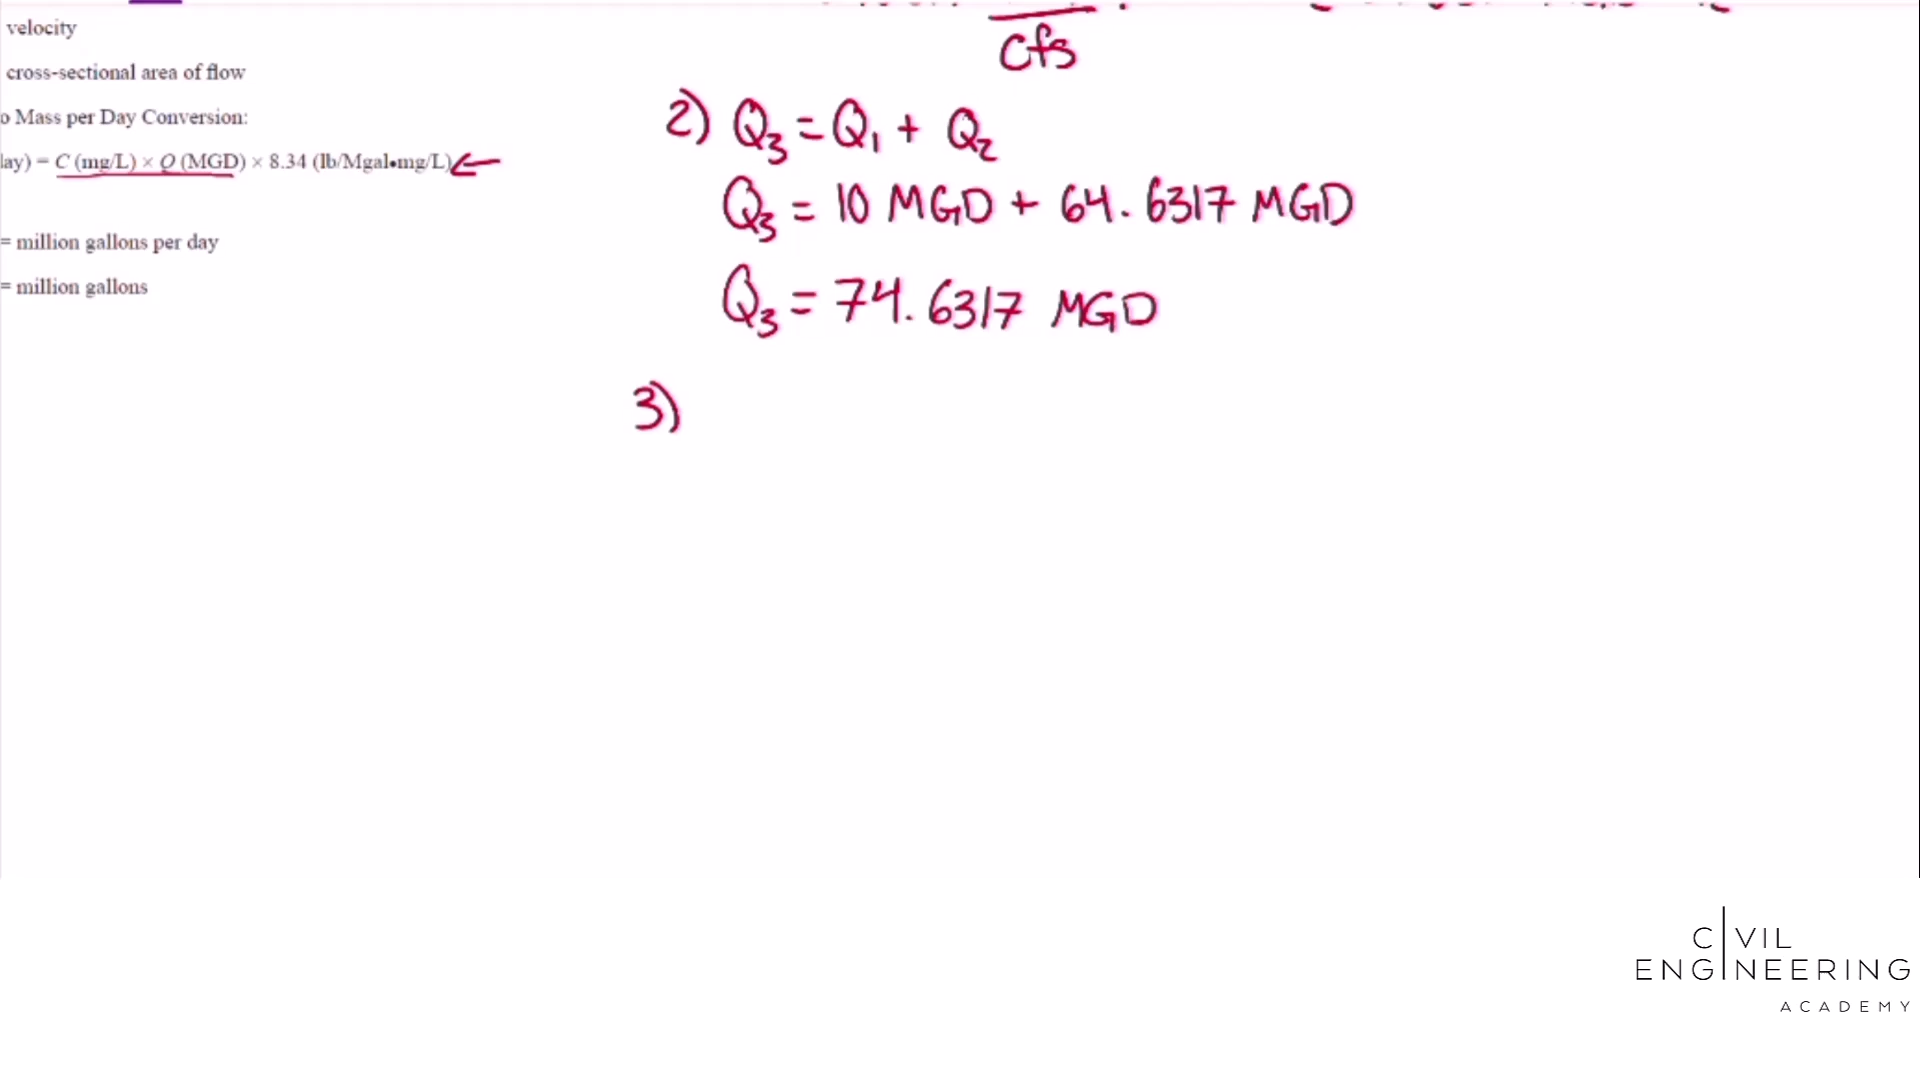 velocity
cross-sectional area of flow
o Mass per Day Conversion:
lay) = C (mg/L) × Q (MGD) × 8.34 (lb/Mgal•mg/L) ←
= million gallons per day
= million gallons
cfs
2) Q₃ = Q₁ + Q₂
Q₃ = 10 MGD + 64.6317 MGD
Q₃ = 74.6317 MGD
3)
CIVIL
ENGINEERING
ACADEMY